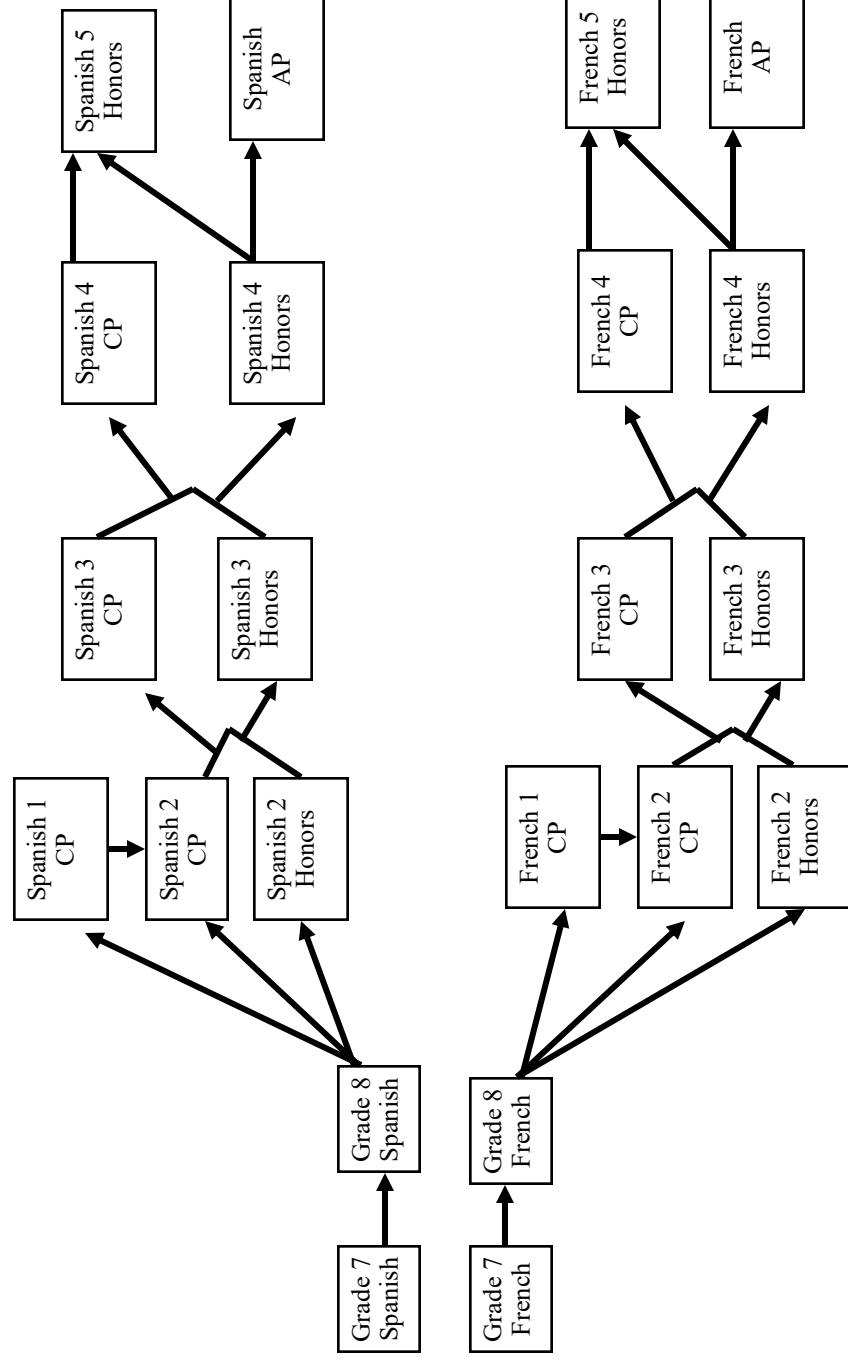 Grade 7
Spanish
Grade 8
Spanish
Spanish 1
CP
Spanish 2
CP
Spanish 2
Honors
Spanish 3
CP
Spanish 3
Honors
Spanish 4
CP
Spanish 4
Honors
Spanish 5
Honors
Spanish
AP
Grade 7
French
Grade 8
French
French 1
CP
French 2
CP
French 2
Honors
French 3
CP
French 3
Honors
French 4
CP
French 4
Honors
French 5
Honors
French
AP